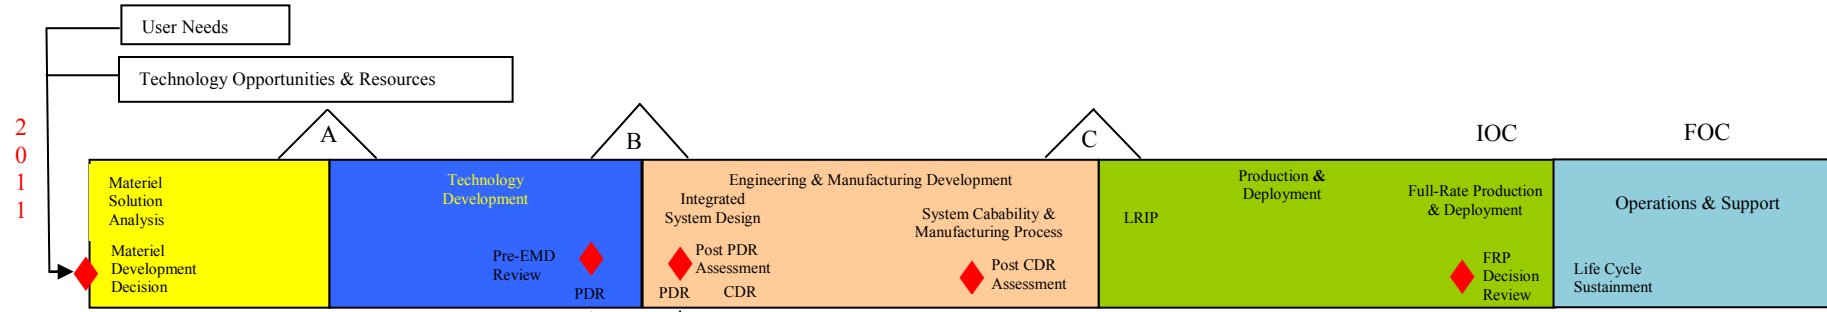 User Needs
Technology Opportunities & Resources
2
0
1
1
A
B
C
IOC
FOC
Materiel
Solution
Analysis
Materiel
Development
Decision
Technology
Development
Pre-EMD
Review
PDR
Engineering & Manufacturing Development
Integrated
System Design
Post PDR
Assessment
PDR
CDR
System Cabability &
Manufacturing Process
Post CDR
Assessment
Production &
Deployment
LRIP
Full-Rate Production
& Deployment
FRP
Decision
Review
Operations & Support
Life Cycle
Sustainment